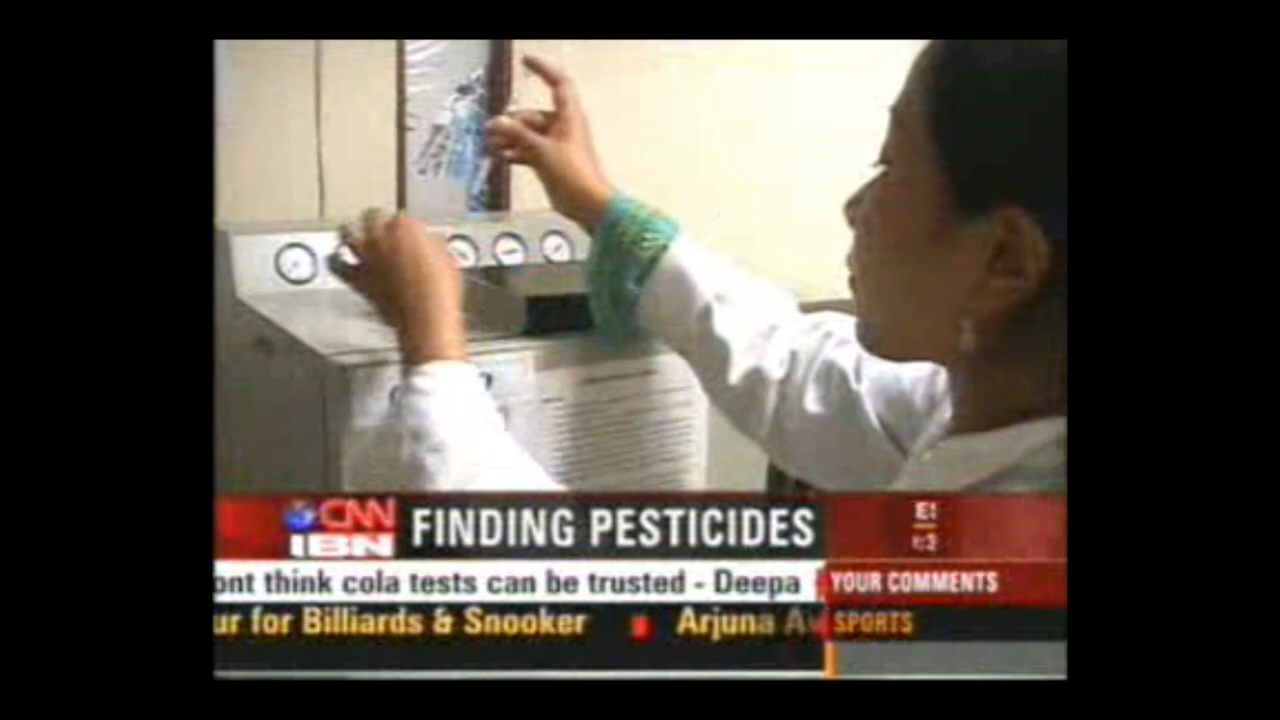 CNN
IBN
FINDING PESTICIDES
ont think cola tests can be trusted - Deepa
YOUR COMMENTS
ur for Billiards & Snooker
Arjuna
SPORTS